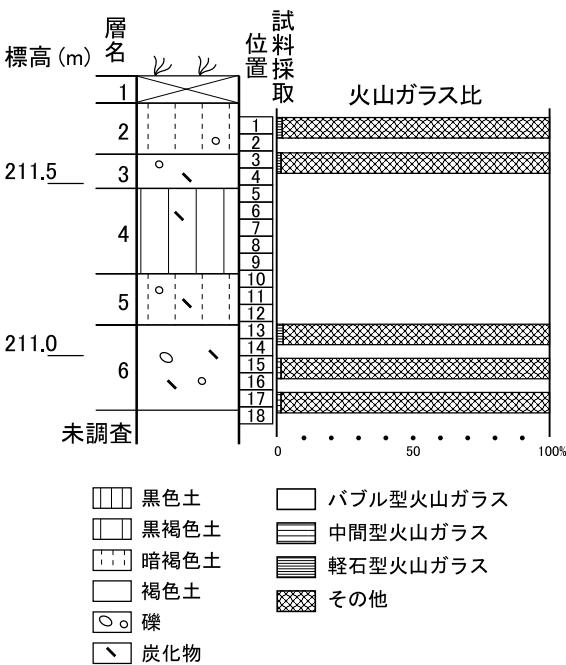 標高(m)
層名
位置
試料採取
火山ガラス比
1
2
3
4
5
6
211.5
211.0
未調査
1
2
3
4
5
6
7
8
9
10
11
12
13
14
15
16
17
18
0
50
100%
黒色土
黒褐色土
暗褐色土
褐色土
礫
炭化物
バブル型火山ガラス
中間型火山ガラス
軽石型火山ガラス
その他